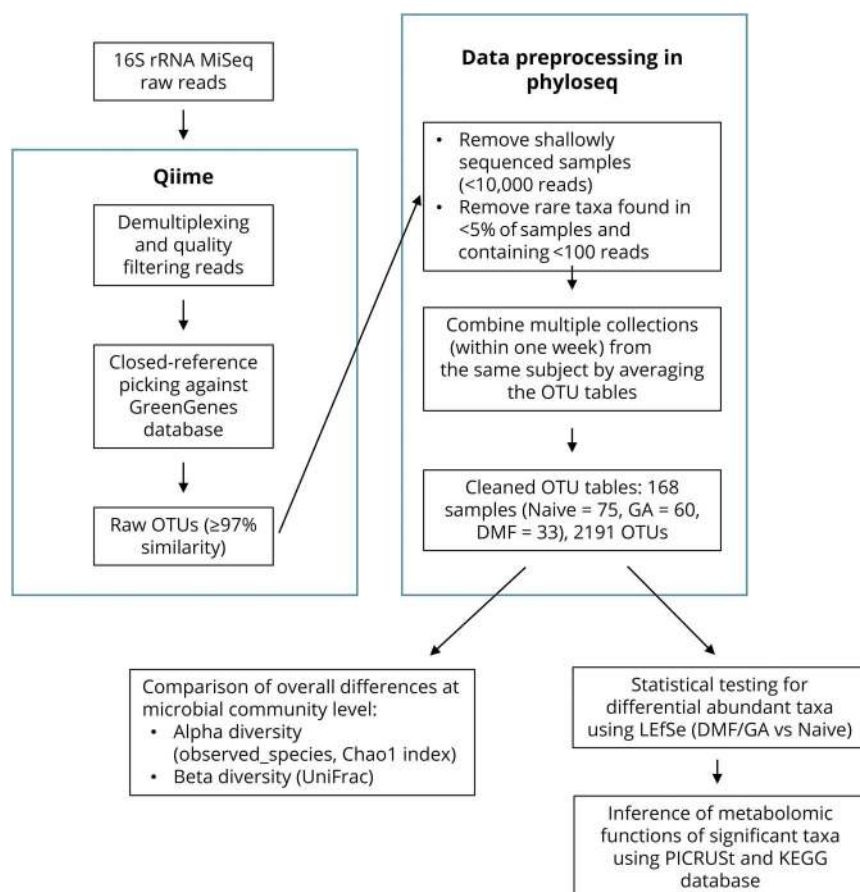 16S rRNA MiSeq
raw reads
Qiime
Demultiplexing
and quality
filtering reads
Closed-reference
picking against
GreenGenes
database
Raw OTUs (≥97%
similarity)
Data preprocessing in
phyloseq
• Remove shallowly
sequenced samples
(<10,000 reads)
• Remove rare taxa found in
<5% of samples and
containing <100 reads
Combine multiple collections
(within one week) from
the same subject by averaging
the OTU tables
Cleaned OTU tables: 168
samples (Naive = 75, GA = 60,
DMF = 33), 2191 OTUs
Comparison of overall differences at
microbial community level:
• Alpha diversity
(observed_species, Chao1 index)
• Beta diversity (UniFrac)
Statistical testing for
differential abundant taxa
using LEfSe (DMF/GA vs Naive)
Inference of metabolomic
functions of significant taxa
using PICRUSt and KEGG
database